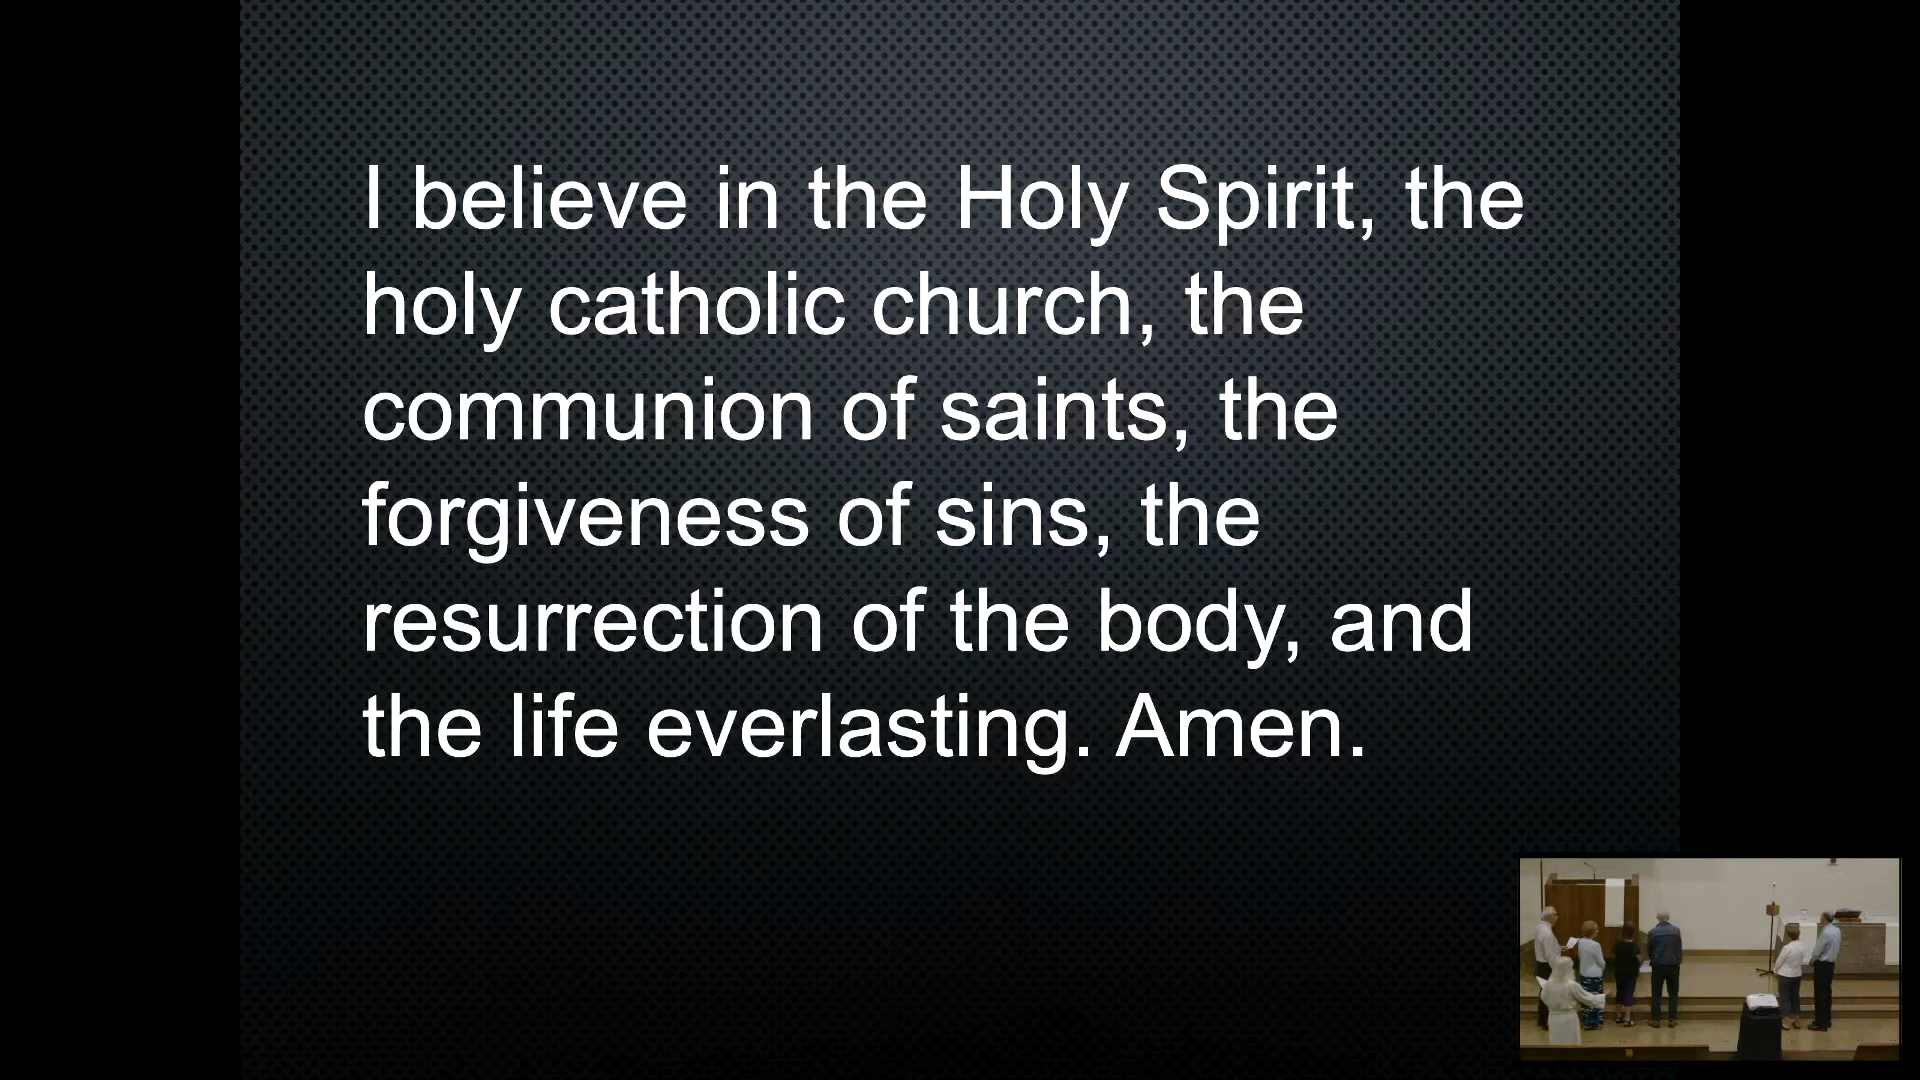 I believe in the Holy Spirit, the
holy catholic church, the
communion of saints, the
forgiveness of sins, the
resurrection of the body, and
the life everlasting. Amen.